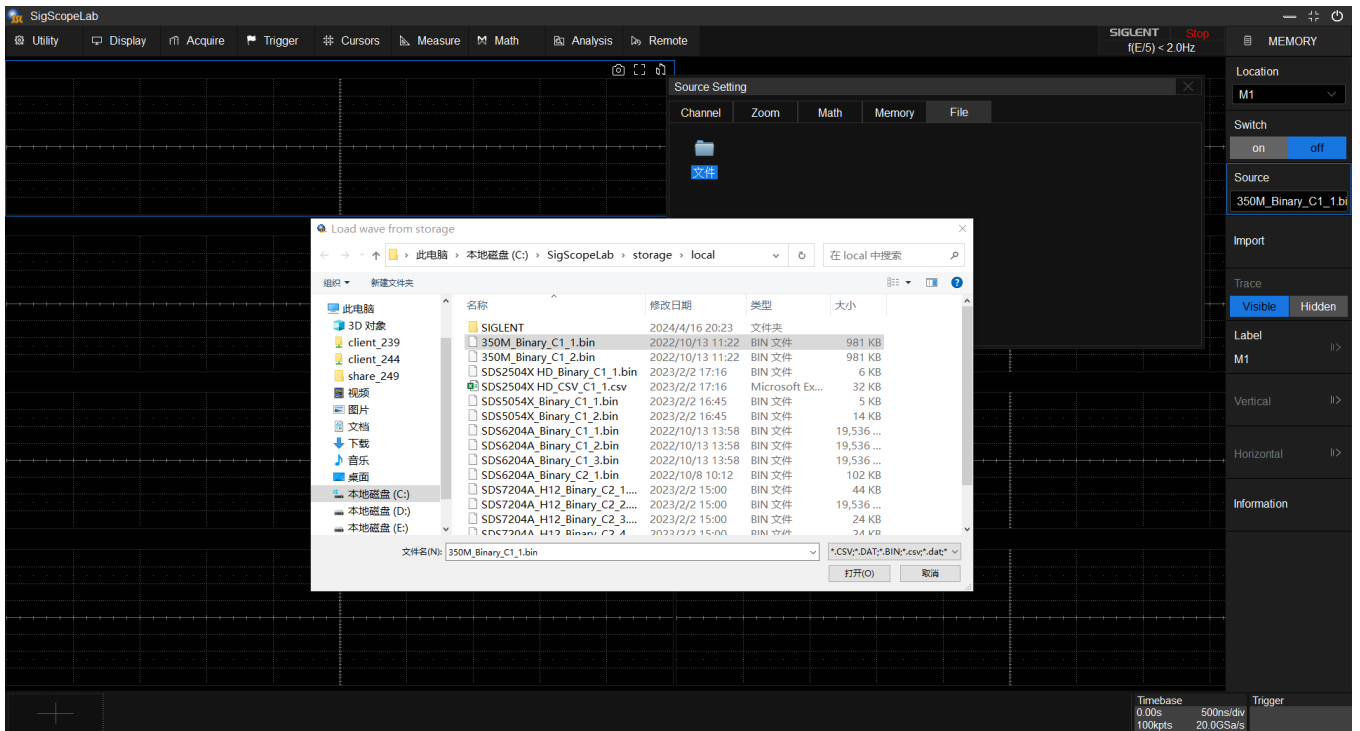 SigScopeLab
Utility Display Acquire Trigger Cursors Measure Math Analysis Remote
SIGLENT Stop
f(E/5) < 2.0Hz
MEMORY
Location
M1
Switch
on off
Source
350M_Binary_C1_1.bi
Import
Trace
Visible Hidden
Label
M1
Vertical
Horizontal
Information
Source Setting
Channel Zoom Math Memory File
文件
Load wave from storage
此电脑 › 本地磁盘 (C:) › SigScopeLab › storage › local
在 local 中搜索
组织 新建文件夹
此电脑
3D 对象
client_239
client_244
share_249
视频
图片
文档
下载
音乐
桌面
本地磁盘 (C:)
本地磁盘 (D:)
本地磁盘 (E:)
名称 修改日期 类型 大小
SIGLENT 2024/4/16 20:23 文件夹
350M_Binary_C1_1.bin 2022/10/13 11:22 BIN 文件 981 KB
350M_Binary_C1_2.bin 2022/10/13 11:22 BIN 文件 981 KB
SDS2504X HD_Binary_C1_1.bin 2023/2/2 17:16 BIN 文件 6 KB
SDS2504X HD_CSV_C1_1.csv 2023/2/2 17:16 Microsoft Ex... 32 KB
SDS5054X_Binary_C1_1.bin 2023/2/2 16:45 BIN 文件 5 KB
SDS5054X_Binary_C1_2.bin 2023/2/2 16:45 BIN 文件 14 KB
SDS6204A_Binary_C1_1.bin 2022/10/13 13:58 BIN 文件 19,536 ...
SDS6204A_Binary_C1_2.bin 2022/10/13 13:58 BIN 文件 19,536 ...
SDS6204A_Binary_C1_3.bin 2022/10/13 13:58 BIN 文件 19,536 ...
SDS6204A_Binary_C2_1.bin 2022/10/8 10:12 BIN 文件 102 KB
SDS7204A_H12_Binary_C2_1.... 2023/2/2 15:00 BIN 文件 44 KB
SDS7204A_H12_Binary_C2_2.... 2023/2/2 15:00 BIN 文件 19,536 ...
SDS7204A_H12_Binary_C2_3.... 2023/2/2 15:00 BIN 文件 24 KB
SDS7204A_H12_Binary_C2_4 2023/2/2 15:00 BIN 文件 24 KB
文件名(N): 350M_Binary_C1_1.bin
*.CSV;*.DAT;*.BIN;*.csv;*.dat;*
打开(O) 取消
Timebase
0.00s 500ns/div
100kpts 20.0GSa/s
Trigger